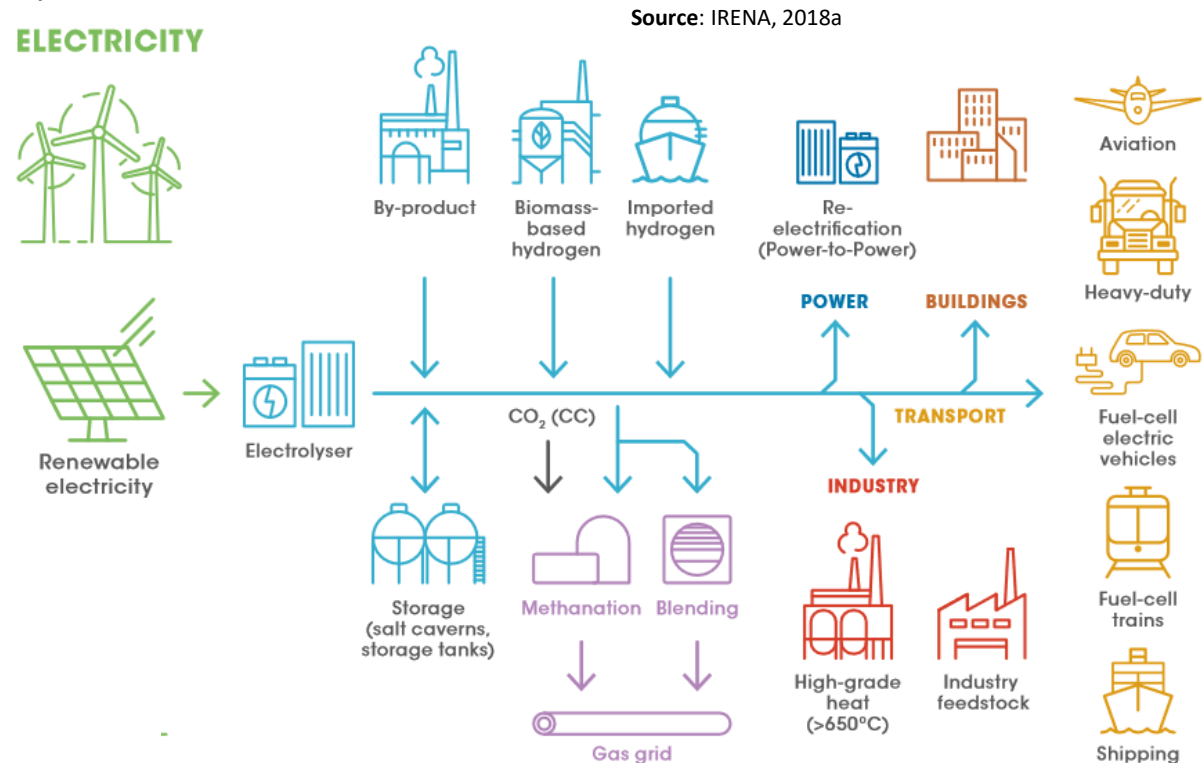 Source: IRENA, 2018a
ELECTRICITY
By-product
Biomass-
based
hydrogen
Imported
hydrogen
Re-
electrification
(Power-to-Power)
Aviation
Heavy-duty
POWER
BUILDINGS
Renewable
electricity
Electrolyser
CO₂ (CC)
TRANSPORT
Fuel-cell
electric
vehicles
INDUSTRY
Storage
(salt caverns,
storage tanks)
Methanation
Blending
Gas grid
High-grade
heat
(>650°C)
Industry
feedstock
Fuel-cell
trains
Shipping